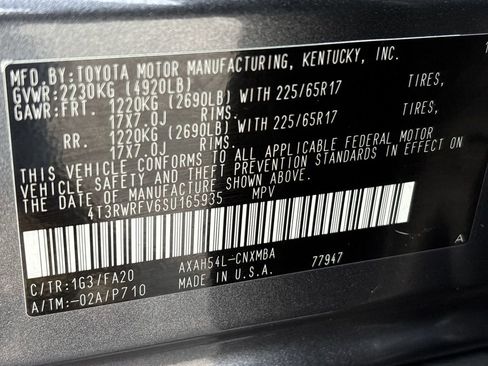 MFD.BY:TOYOTA MOTOR MANUFACTURING, KENTUCKY, INC.
GVWR:2230KG (4920LB)
GAWR:FRT. 1220KG (2690LB) WITH 225/65R17 TIRES,
17X7.0J RIMS.
RR. 1220KG (2690LB) WITH 225/65R17 TIRES,
17X7.0J RIMS.
THIS VEHICLE CONFORMS TO ALL APPLICABLE FEDERAL MOTOR
VEHICLE SAFETY AND THEFT PREVENTION STANDARDS IN EFFECT ON
THE DATE OF MANUFACTURE SHOWN ABOVE.
4T3RWRFV6SU165935 MPV
C/TR:1G3/FA20 AXAH54L-CNXMBA 77947 A
A/TM:-02A/P710 MADE IN U.S.A.